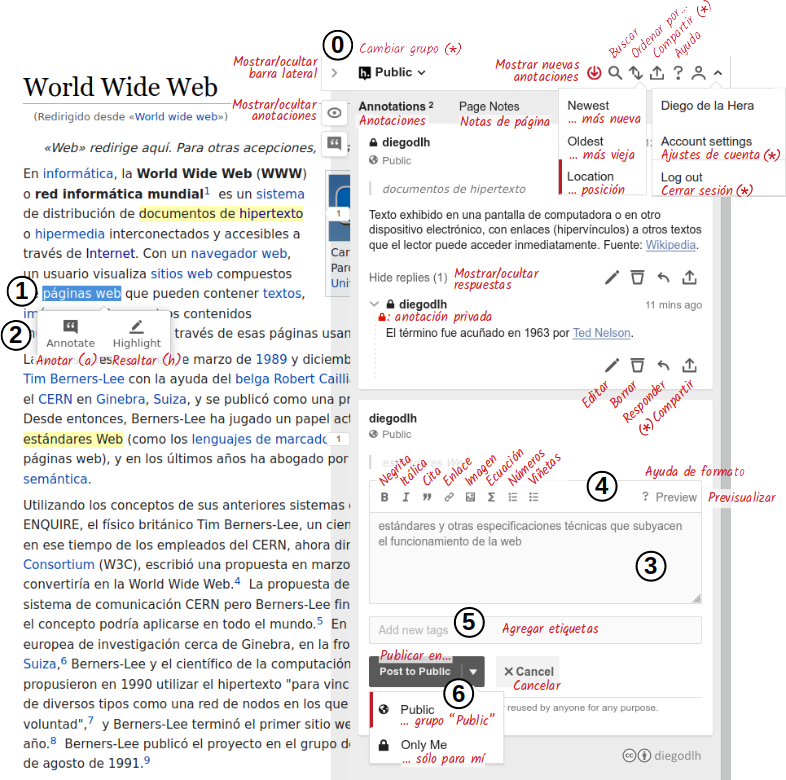 0
Cambiar grupo (*)
Mostrar/ocultar
barra lateral
Public
Mostrar nuevas
anotaciones
Buscar
Ordenar por...
Compartir (*)
Ayuda
World Wide Web
(Redirigido desde «World wide web»)
Mostrar/ocultar
anotaciones
Annotations 2
Anotaciones
Page Notes
Notas de página
Newest
... más nueva
Oldest
... más vieja
Location
... posición
Diego de la Hera
Account settings
Ajustes de cuenta (*)
Log out
Cerrar sesión (*)
«Web» redirige aquí. Para otras acepciones,
En informática, la World Wide Web (WWW)
o red informática mundial1 es un sistema
de distribución de documentos de hipertexto
o hipermedia interconectados y accesibles a
través de Internet. Con un navegador web,
un usuario visualiza sitios web compuestos
páginas web que pueden contener textos,
contenidos
través de esas páginas usan
e marzo de 1989 y diciemb
Tim Berners-Lee con la ayuda del belga Robert Cailli
el CERN en Ginebra, Suiza, y se publicó como una pr
Desde entonces, Berners-Lee ha jugado un papel act
estándares Web (como los lenguajes de marcado
páginas web), y en los últimos años ha abogado por
semántica.
Utilizando los conceptos de sus anteriores sistemas
ENQUIRE, el físico británico Tim Berners-Lee, un cien
en ese tiempo de los empleados del CERN, ahora dir
Consortium (W3C), escribió una propuesta en marzo
convertiría en la World Wide Web.4 La propuesta de
sistema de comunicación CERN pero Berners-Lee fin
el concepto podría aplicarse en todo el mundo.5 En
europea de investigación cerca de Ginebra, en la fro
Suiza,6 Berners-Lee y el científico de la computación
propusieron en 1990 utilizar el hipertexto "para vinc
de diversos tipos como una red de nodos en los que
voluntad",7 y Berners-Lee terminó el primer sitio we
año.8 Berners-Lee publicó el proyecto en el grupo de
de agosto de 1991.9
1
2
Annotate
Highlight
Anotar (a)
Resaltar (h)
1
Car
Parc
Uni
1
diegodlh
Public
documentos de hipertexto
Texto exhibido en una pantalla de computadora o en otro
dispositivo electrónico, con enlaces (hipervínculos) a otros textos
que el lector puede acceder inmediatamente. Fuente: Wikipedia.
Hide replies (1)
Mostrar/ocultar
respuestas
diegodlh
11 mins ago
: anotación privada
El término fue acuñado en 1963 por Ted Nelson.
Editar
Borrar
Responder
(*) Compartir
diegodlh
Public
Negrita
Itálica
Cita
Enlace
Imagen
Ecuación
Números
Viñetas
4
Ayuda de formato
B I
? Preview
Previsualizar
estándares y otras especificaciones técnicas que subyacen
el funcionamiento de la web
3
Add new tags
5
Agregar etiquetas
Publicar en...
Post to Public
Cancel
Cancelar
6
Public
... grupo "Public"
Only Me
... sólo para mí
reused by anyone for any purpose.
diegodlh